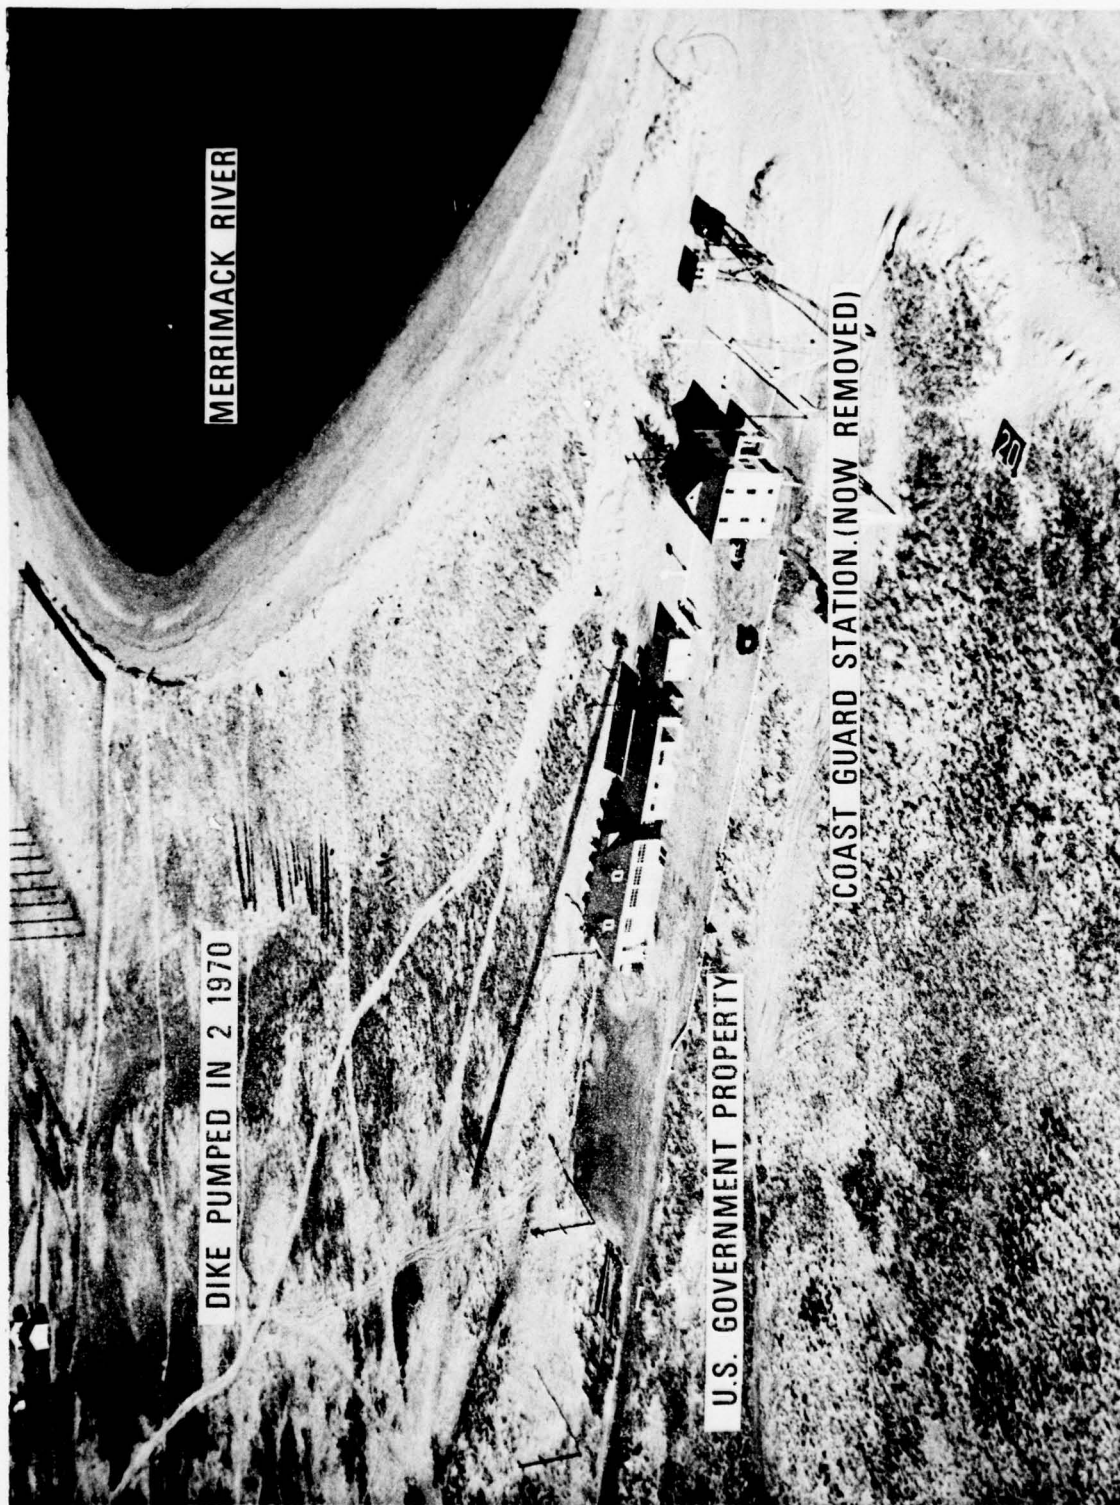 MERRIMACK RIVER
DIKE PUMPED IN 2 1970
COAST GUARD STATION.(NOW REMOVED)
U.S. GOVERNMENT PROPERTY
20